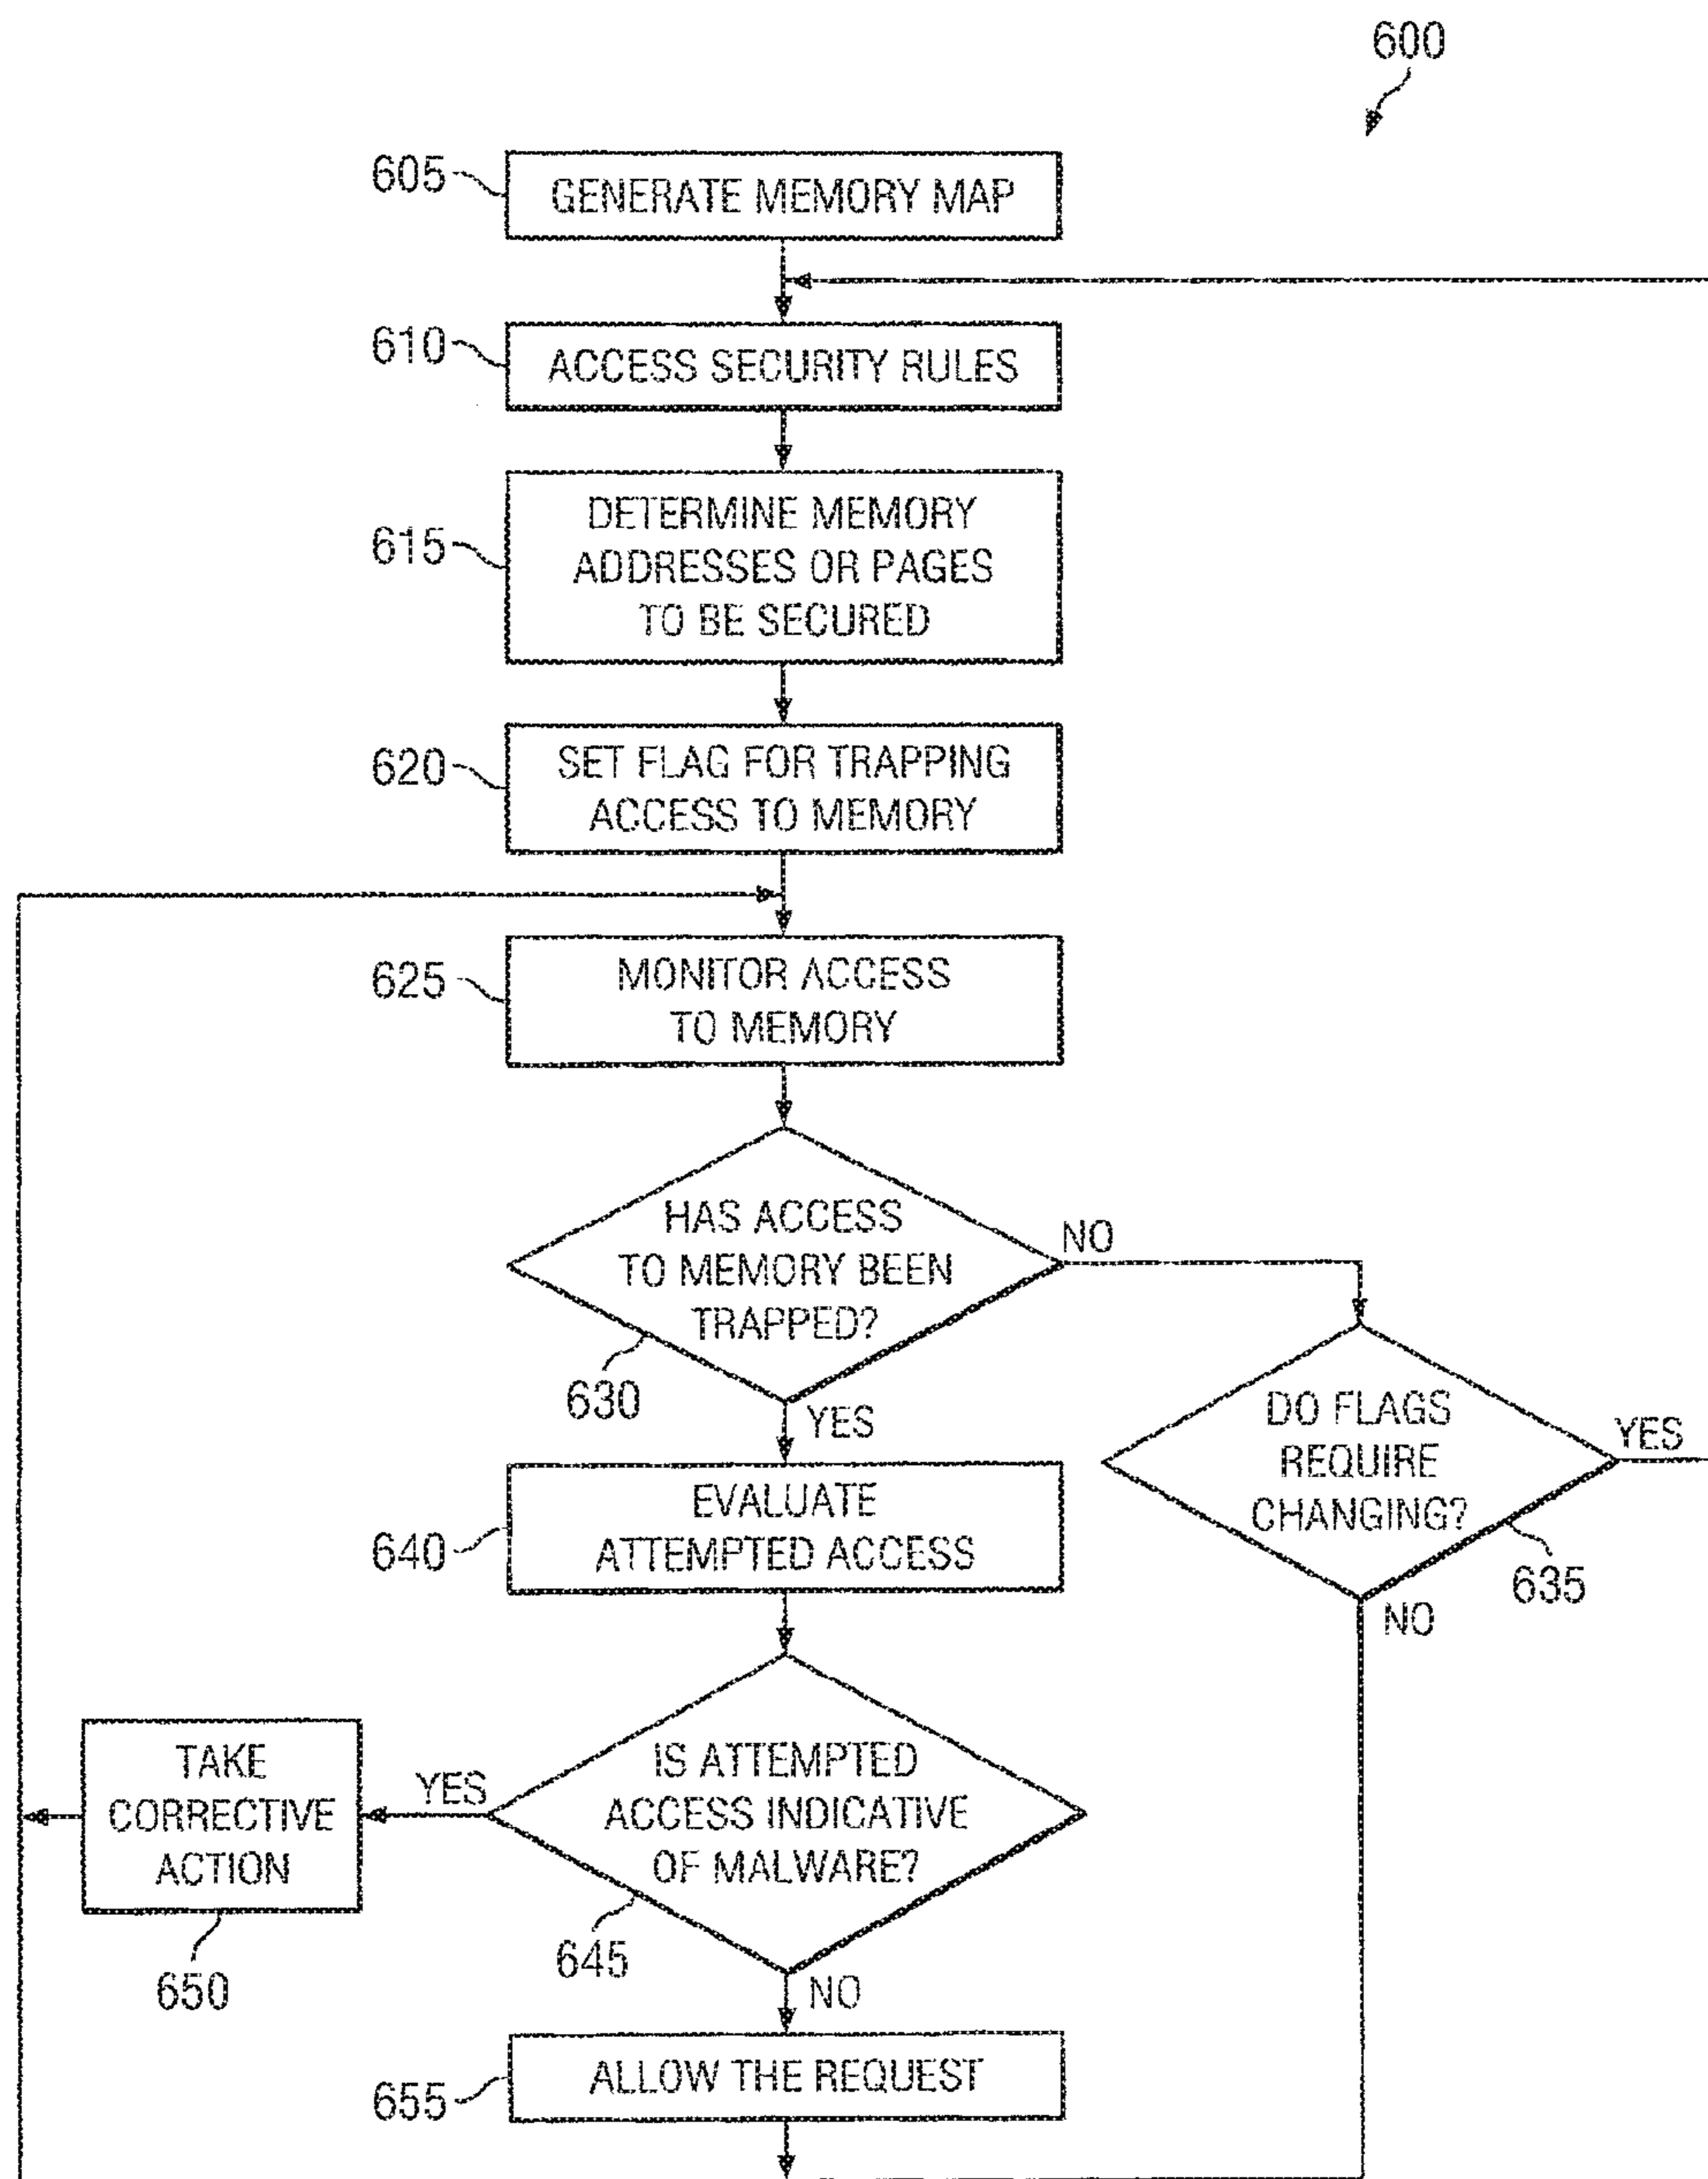 600
605
GENERATE MEMORY MAP
610
ACCESS SECURITY RULES
615
DETERMINE MEMORY
ADDRESSES OR PAGES
TO BE SECURED
620
SET FLAG FOR TRAPPING
ACCESS TO MEMORY
625
MONITOR ACCESS
TO MEMORY
HAS ACCESS
TO MEMORY BEEN
TRAPPED?
NO
630
YES
DO FLAGS
REQUIRE
CHANGING?
YES
635
NO
640
EVALUATE
ATTEMPTED ACCESS
TAKE
CORRECTIVE
ACTION
650
YES
IS ATTEMPTED
ACCESS INDICATIVE
OF MALWARE?
645
NO
655
ALLOW THE REQUEST